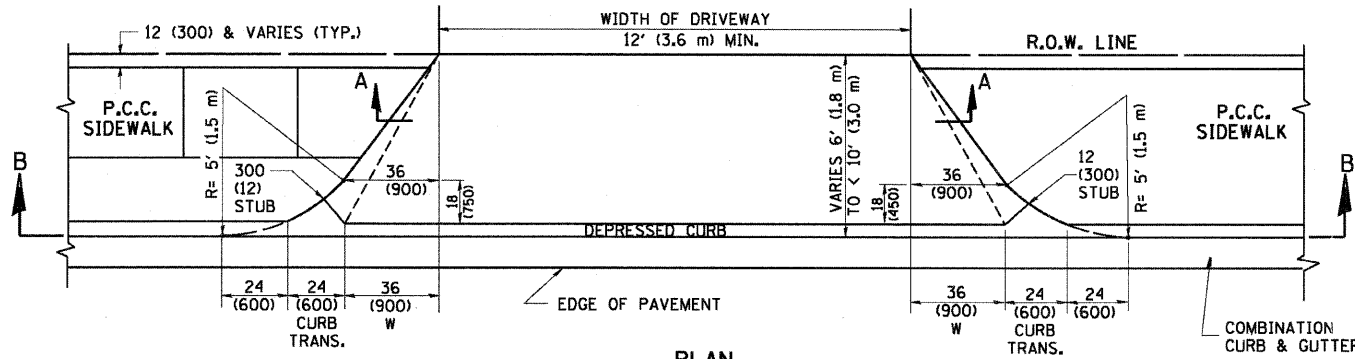 12 (300) & VARIES (TYP.)
WIDTH OF DRIVEWAY
12' (3.6 m) MIN.
R.O.W. LINE
P.C.C.
SIDEWALK
A
A
P.C.C.
SIDEWALK
B
B
R= 5' (1.5 m)
300
(12)
STUB
36
(900)
18
(750)
VARIES 6' (1.8 m)
TO < 10' (3.0 m)
36
(900)
18
(450)
12
(300)
STUB
R= 5' (1.5 m)
DEPRESSED CURB
24
(600)
24
(600)
CURB
TRANS.
36
(900)
W
EDGE OF PAVEMENT
36
(900)
W
24
(600)
CURB
TRANS.
24
(600)
COMBINATION
CURB & GUTTER
PLAN